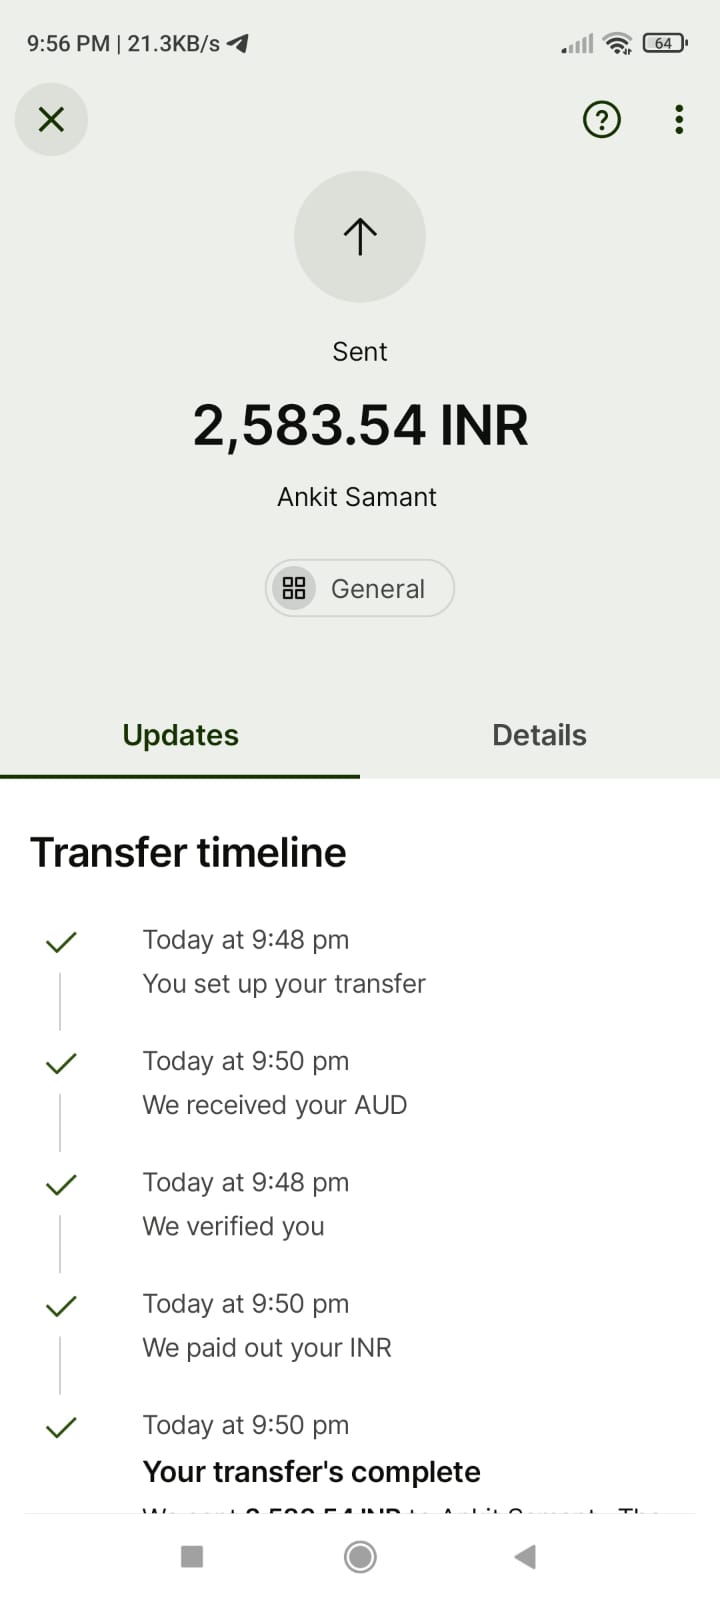 9:56 PM | 21.3KB/s
64
Sent
2,583.54 INR
Ankit Samant
General
Updates
Details
Transfer timeline
Today at 9:48 pm
You set up your transfer
Today at 9:50 pm
We received your AUD
Today at 9:48 pm
We verified you
Today at 9:50 pm
We paid out your INR
Today at 9:50 pm
Your transfer's complete